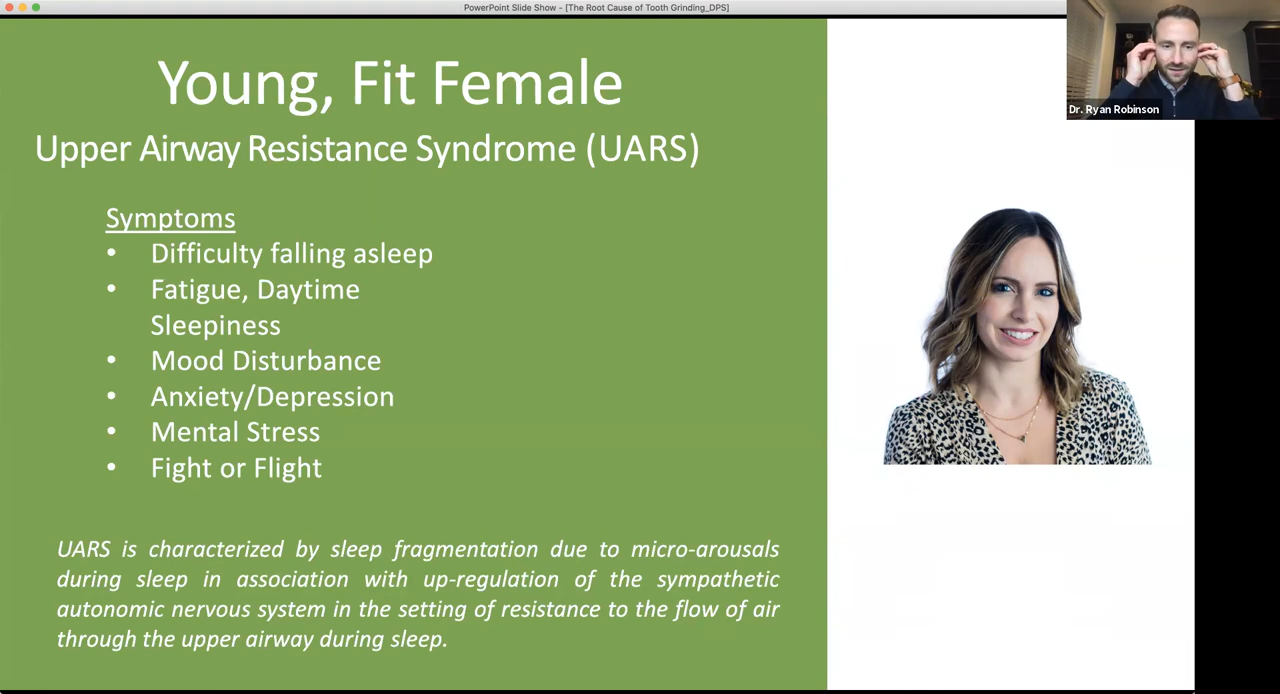 PowerPoint Slide Show - [The Root Cause of Tooth Grinding_DPS]
Young, Fit Female
Upper Airway Resistance Syndrome (UARS)
Symptoms
• Difficulty falling asleep
• Fatigue, Daytime
Sleepiness
• Mood Disturbance
• Anxiety/Depression
• Mental Stress
• Fight or Flight
UARS is characterized by sleep fragmentation due to micro-arousals
during sleep in association with up-regulation of the sympathetic
autonomic nervous system in the setting of resistance to the flow of air
through the upper airway during sleep.
Dr. Ryan Robinson